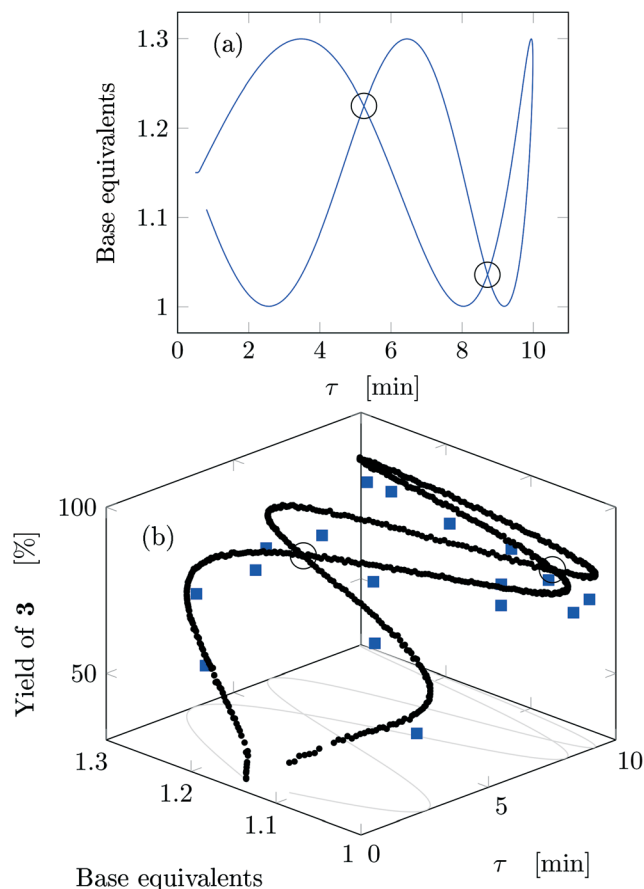 1.3
(a)
1.2
1.1
1
Base equivalents
0 2 4 6 8 10
τ [min]
100
(b)
50
Yield of 3 [%]
1.3
1.2
1.1
1
0
5
10
Base equivalents
τ [min]